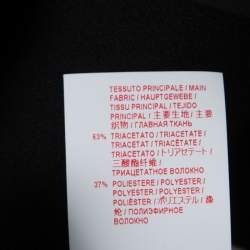 TESSUTO PRINCIPALE / MAIN
FABRIC / HAUPTGEWEBE /
TISSU PRINCIPAL / TEJIDO
PRINCIPAL / 主要生地 / 主要
织物 / ГЛАВНАЯ ТКАНЬ
63% TRIACETATO / TRIACETATE /
TRIACETAT / TRIACÉTATE /
TRIACETATO / トリアセテート /
三醋酯纤维 /
ТРИАЦЕТАТНОЕ ВОЛОКНО
37% POLIESTERE / POLYESTER /
POLYESTER / POLYESTER /
POLIÉSTER / ポリエステル / 涤
纶 / ПОЛИЭФИРНОЕ
ВОЛОКНО